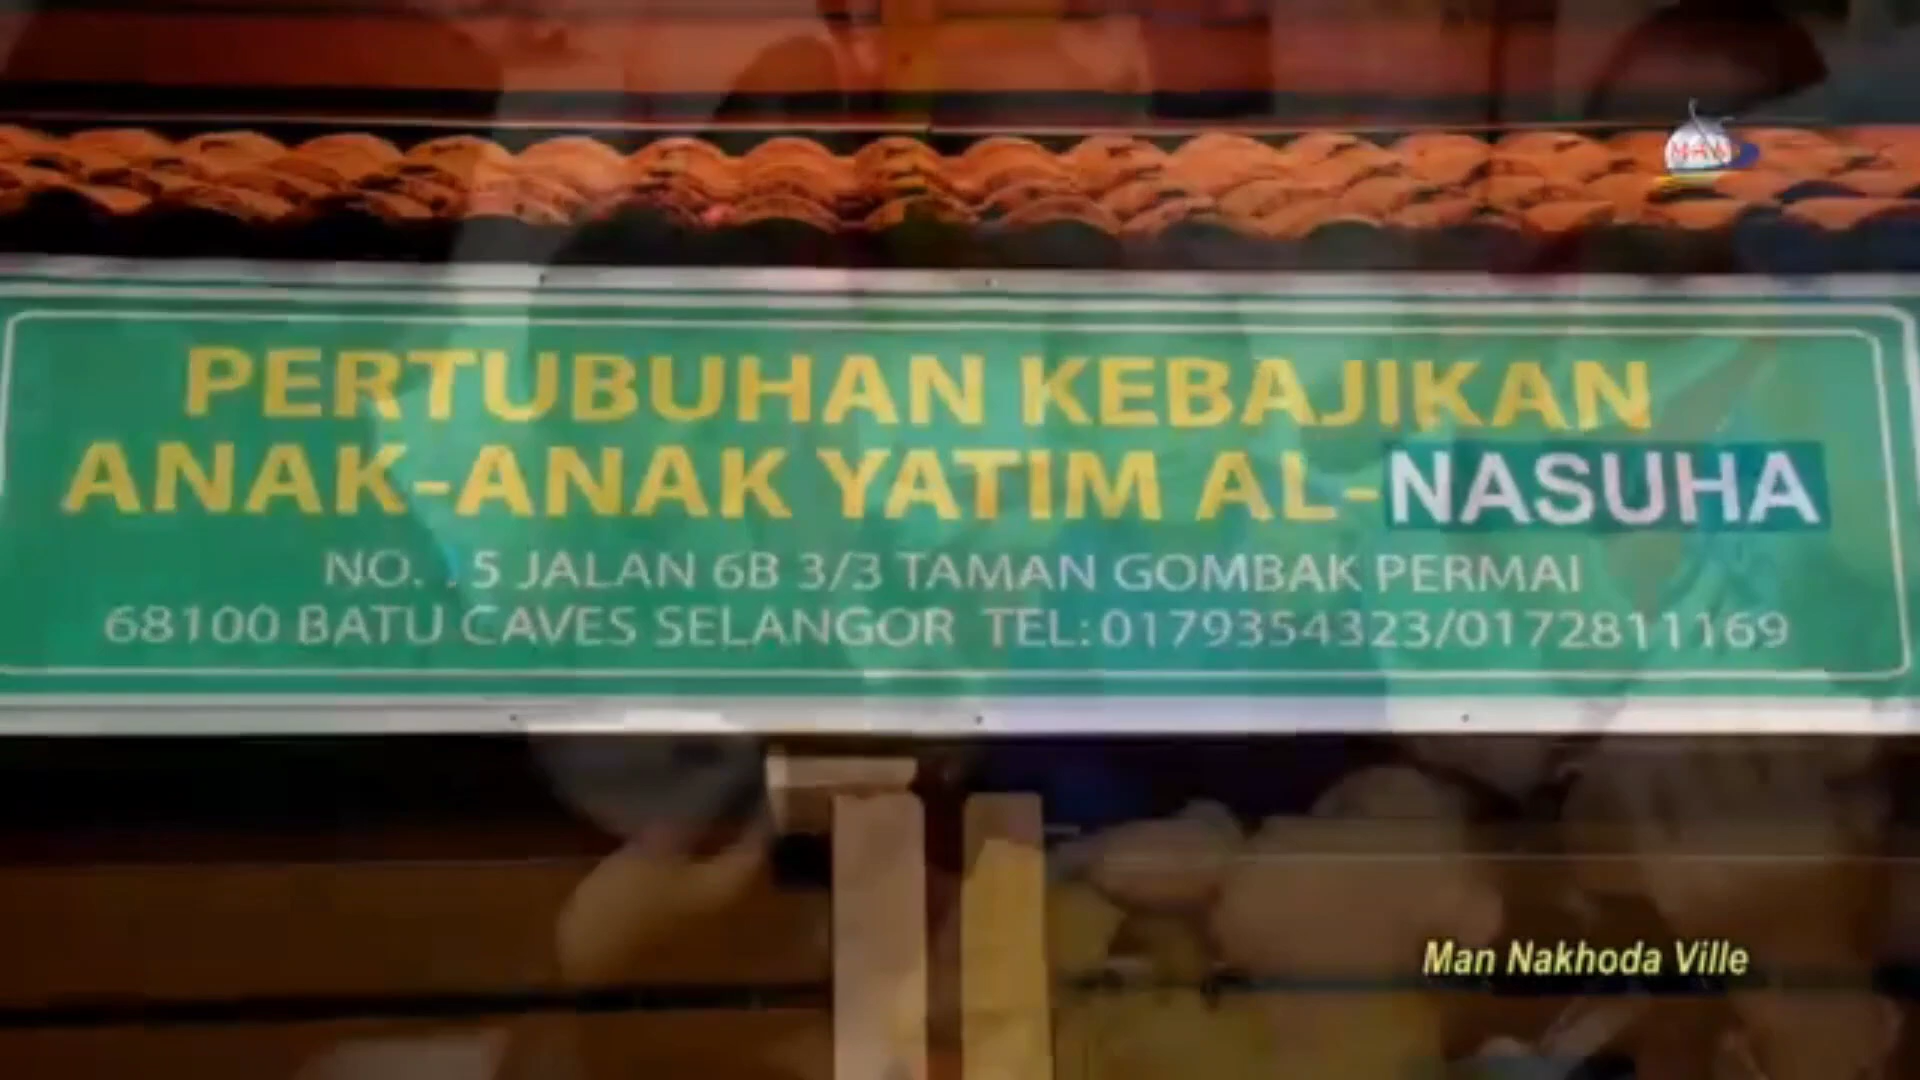 MAN
PERTUBUHAN KEBAJIKAN
ANAK-ANAK YATIM AL-NASUHA
NO. 5 JALAN 6B 3/3 TAMAN GOMBAK PERMAI
68100 BATU CAVES SELANGOR TEL: 0179354323/0172811169
Man Nakhoda Ville